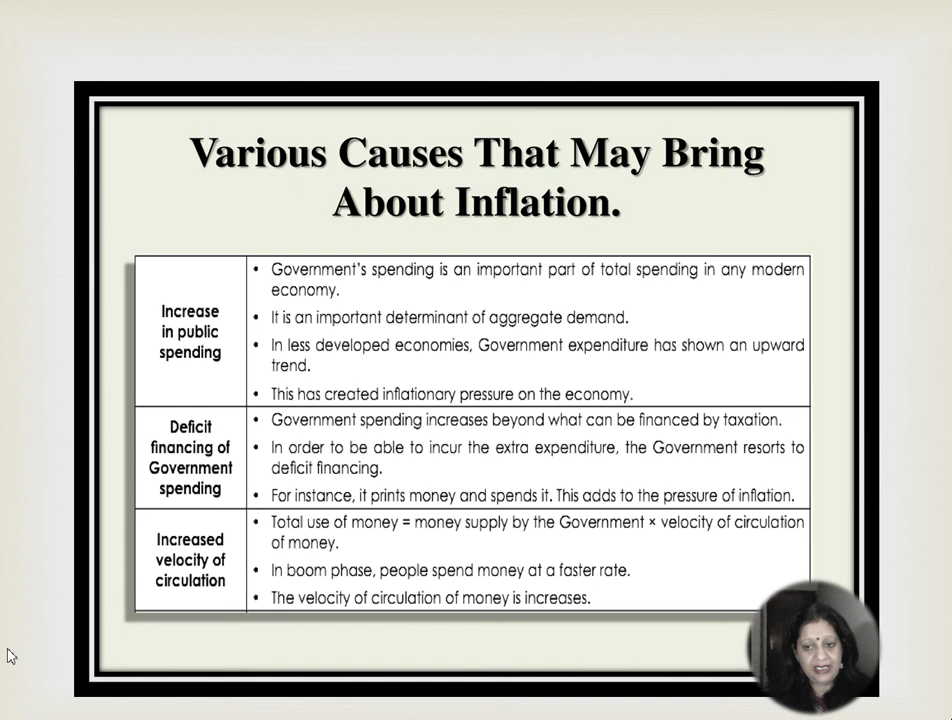 Various Causes That May Bring
About Inflation.
Increase
in public
spending
• Government's spending is an important part of total spending in any modern
economy.
• It is an important determinant of aggregate demand.
• In less developed economies, Government expenditure has shown an upward
trend.
• This has created inflationary pressure on the economy.
Deficit
financing of
Government
spending
• Government spending increases beyond what can be financed by taxation.
• In order to be able to incur the extra expenditure, the Government resorts to
deficit financing.
• For instance, it prints money and spends it. This adds to the pressure of inflation.
Increased
velocity of
circulation
• Total use of money = money supply by the Government × velocity of circulation
of money.
• In boom phase, people spend money at a faster rate.
• The velocity of circulation of money is increases.